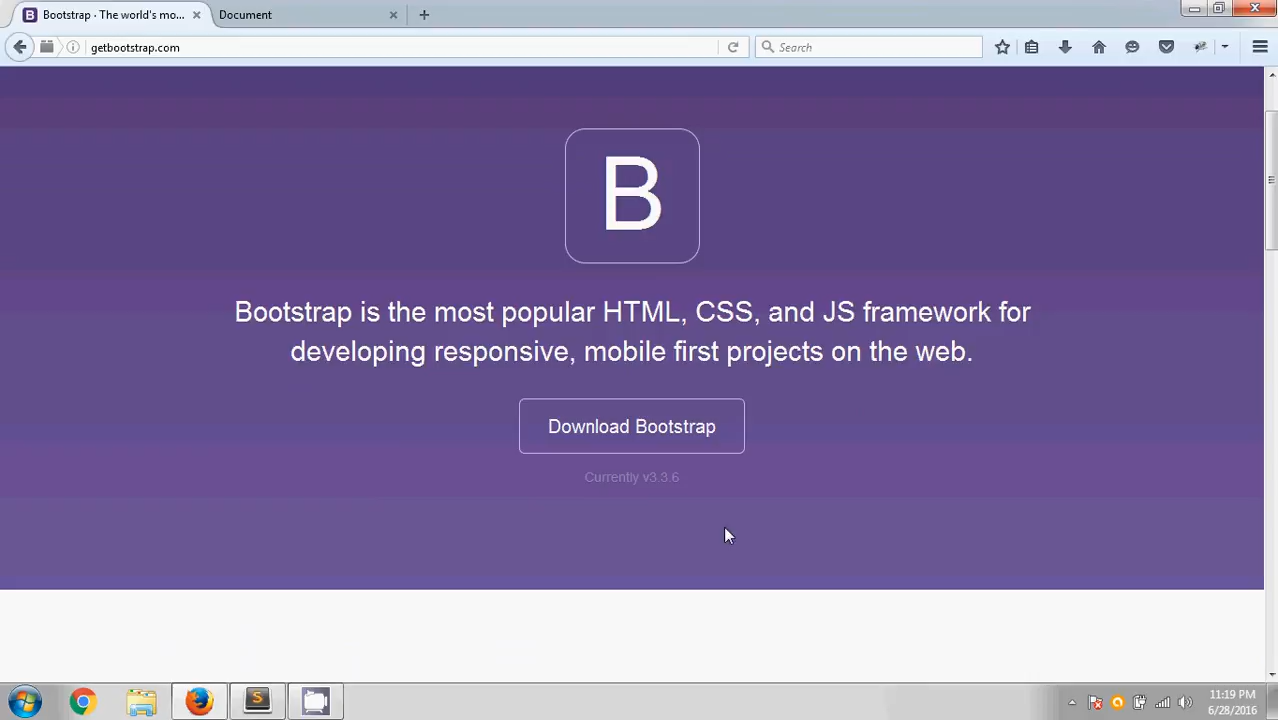 Bootstrap · The world's mo...
Document
getbootstrap.com
Search
B
Bootstrap is the most popular HTML, CSS, and JS framework for
developing responsive, mobile first projects on the web.
Download Bootstrap
Currently v3.3.6
11:19 PM
6/28/2016